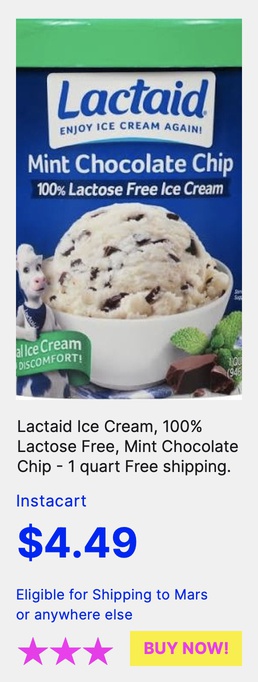 Lactaid
ENJOY ICE CREAM AGAIN!
Mint Chocolate Chip
100% Lactose Free Ice Cream
Ice Cream
DISCOMFORT!
Lactaid Ice Cream, 100%
Lactose Free, Mint Chocolate
Chip - 1 quart Free shipping.
Instacart
$4.49
Eligible for Shipping to Mars
or anywhere else
BUY NOW!